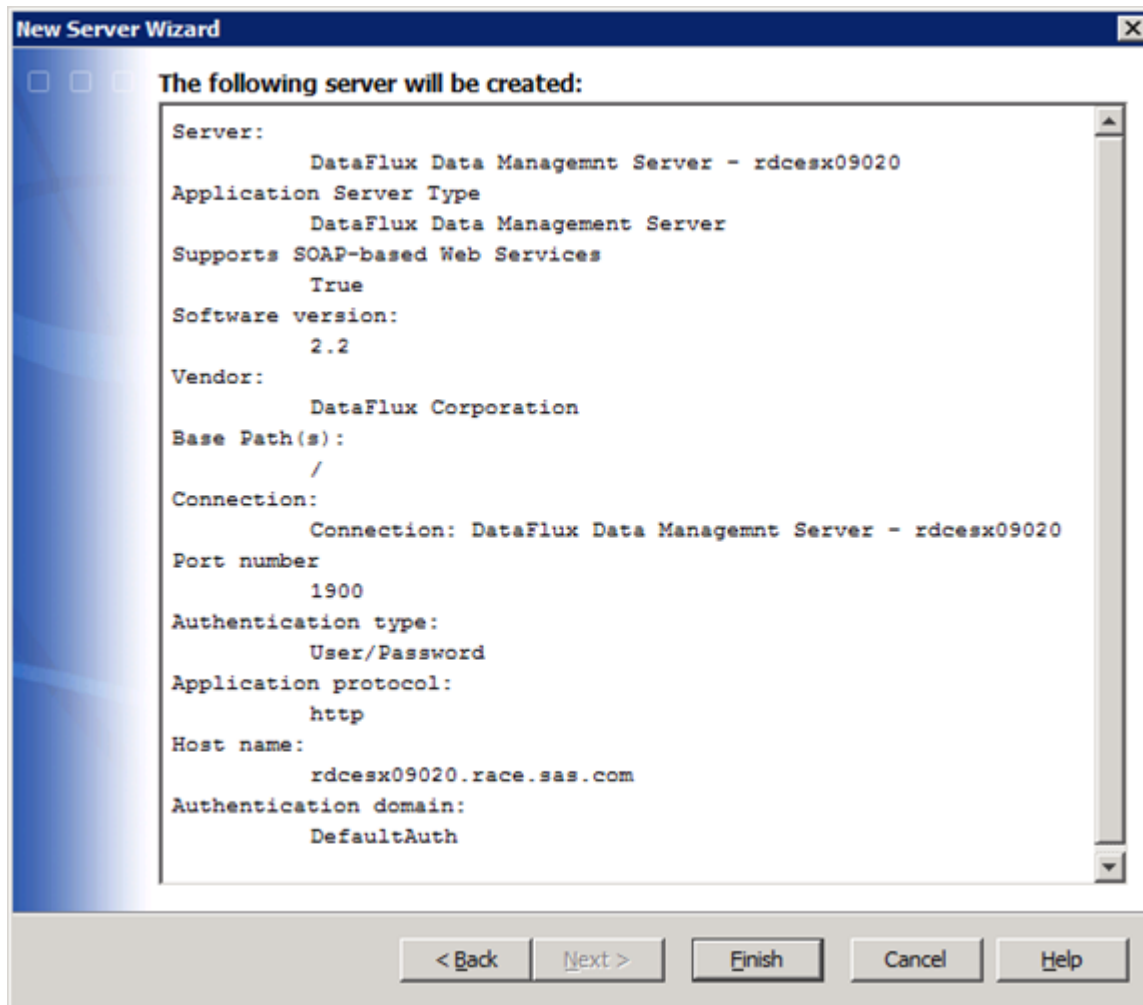 New Server Wizard
The following server will be created:
Server:
DataFlux Data Managemnt Server - rdcesx09020
Application Server Type
DataFlux Data Management Server
Supports SOAP-based Web Services
True
Software version:
2.2
Vendor:
DataFlux Corporation
Base Path(s):
/
Connection:
Connection: DataFlux Data Managemnt Server - rdcesx09020
Port number
1900
Authentication type:
User/Password
Application protocol:
http
Host name:
rdcesx09020.race.sas.com
Authentication domain:
DefaultAuth
< Back Next > Finish Cancel Help